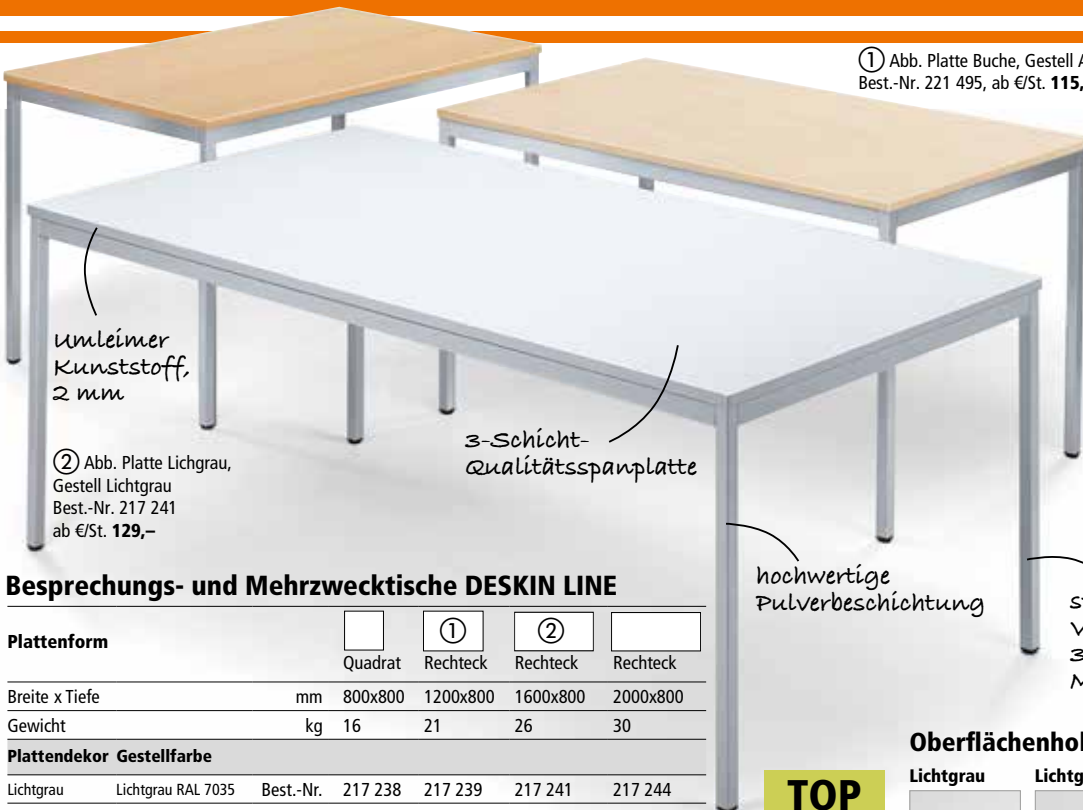 ① Abb. Platte Buche, Gestell
Best.-Nr. 221 495, ab €/St. 115,
Umleimer
Kunststoff,
2 mm
3-Schicht-
Qualitätsspanplatte
② Abb. Platte Lichtgrau,
Gestell Lichtgrau
Best.-Nr. 217 241
ab €/St. 129,–
hochwertige
Pulverbeschichtung
Besprechungs- und Mehrzwecktische DESKIN LINE
Plattenform ① ②
Quadrat Rechteck Rechteck Rechteck
Breite x Tiefe mm 800x800 1200x800 1600x800 2000x800
Gewicht kg 16 21 26 30
Plattendekor Gestellfarbe
Lichtgrau Lichtgrau RAL 7035 Best.-Nr. 217 238 217 239 217 241 217 244
TOP
Lichtgrau